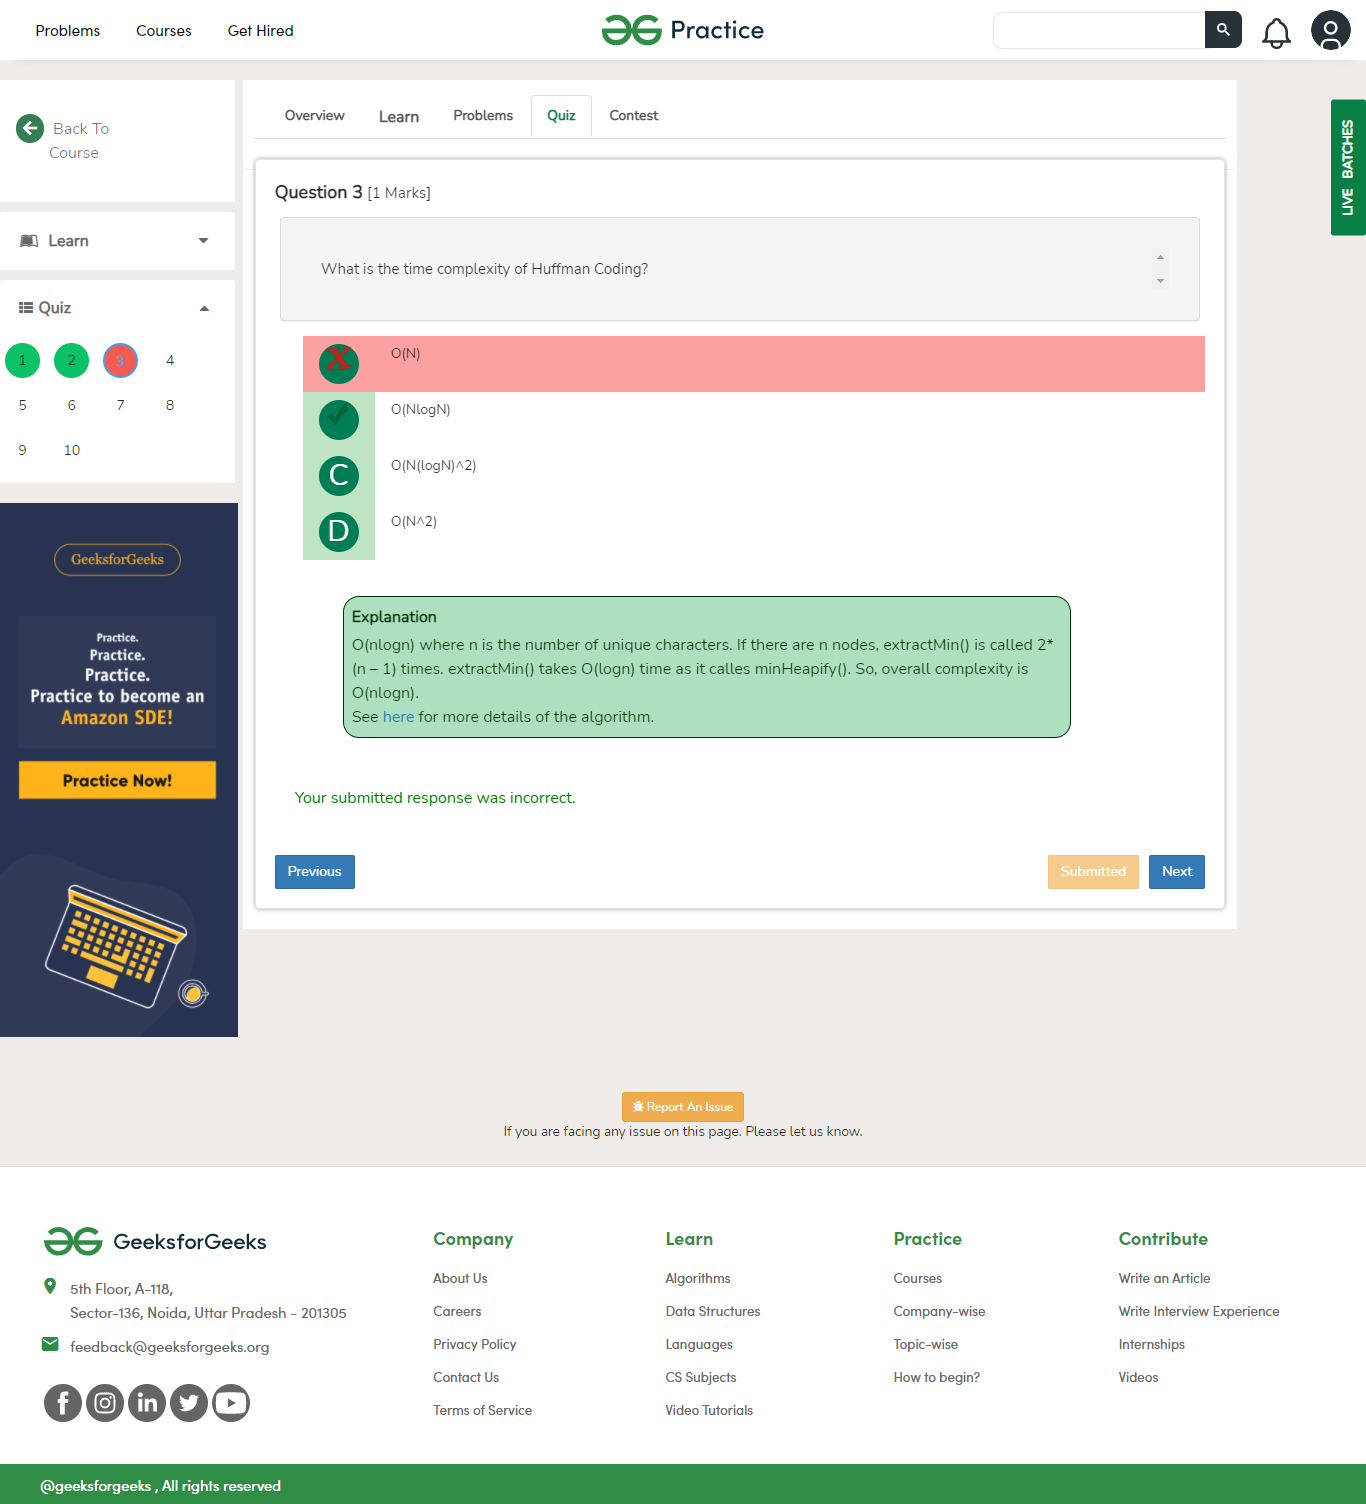 Problems Courses Get Hired
Practice
LIVE BATCHES
Back To
Course
Learn
Quiz
1 2 3 4
5 6 7 8
9 10
GeeksforGeeks
Practice.
Practice.
Practice.
Practice to become an
Amazon SDE!
Practice Now!
Overview Learn Problems Quiz Contest
Question 3 [1 Marks]
What is the time complexity of Huffman Coding?
X O(N)
O(NlogN)
C O(N(logN)^2)
D O(N^2)
Explanation
O(nlogn) where n is the number of unique characters. If there are n nodes, extractMin() is called 2*
(n – 1) times. extractMin() takes O(logn) time as it calles minHeapify(). So, overall complexity is
O(nlogn).
See here for more details of the algorithm.
Your submitted response was incorrect.
Previous Submitted Next
Report An Issue
If you are facing any issue on this page. Please let us know.
GeeksforGeeks
5th Floor, A-118,
Sector-136, Noida, Uttar Pradesh - 201305
feedback@geeksforgeeks.org
Company
About Us
Careers
Privacy Policy
Contact Us
Terms of Service
Learn
Algorithms
Data Structures
Languages
CS Subjects
Video Tutorials
Practice
Courses
Company-wise
Topic-wise
How to begin?
Contribute
Write an Article
Write Interview Experience
Internships
Videos
@geeksforgeeks , All rights reserved